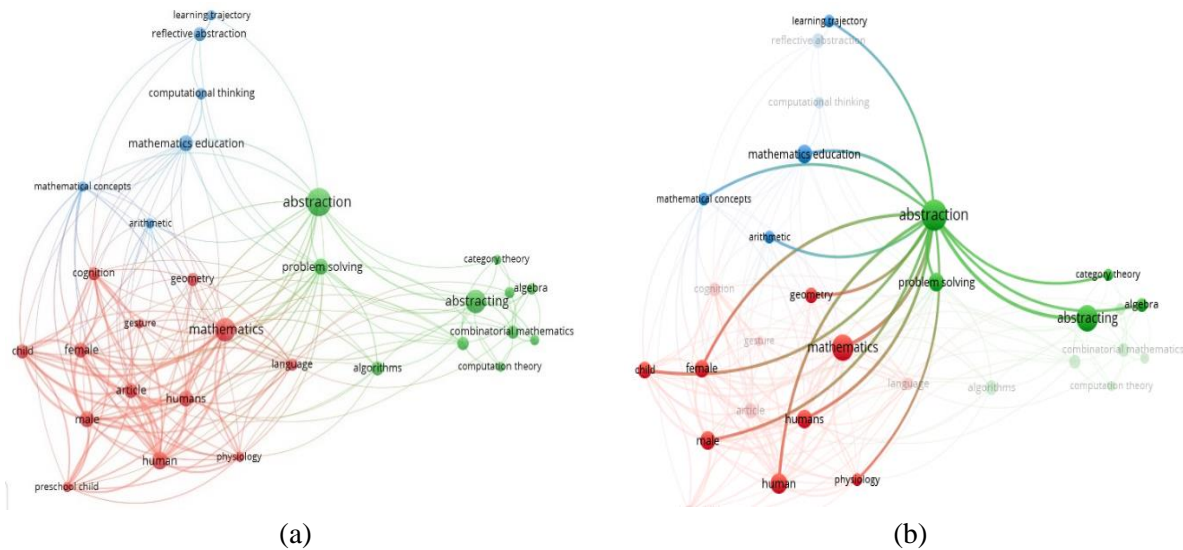 learning trajectory
reflective abstraction
computational thinking
mathematics education
mathematical concepts
arithmetic
abstraction
cognition
geometry
problem solving
category theory
algebra
abstracting
gesture
mathematics
combinatorial mathematics
child
female
language
algorithms
computation theory
article
humans
male
human
physiology
preschool child
(a)
learning trajectory
reflective abstraction
computational thinking
mathematics education
mathematical concepts
abstraction
arithmetic
cognition
geometry
problem solving
category theory
algebra
abstracting
gesture
mathematics
combinatorial mathematics
child
female
language
algorithms
computation theory
article
humans
male
human
physiology
(b)